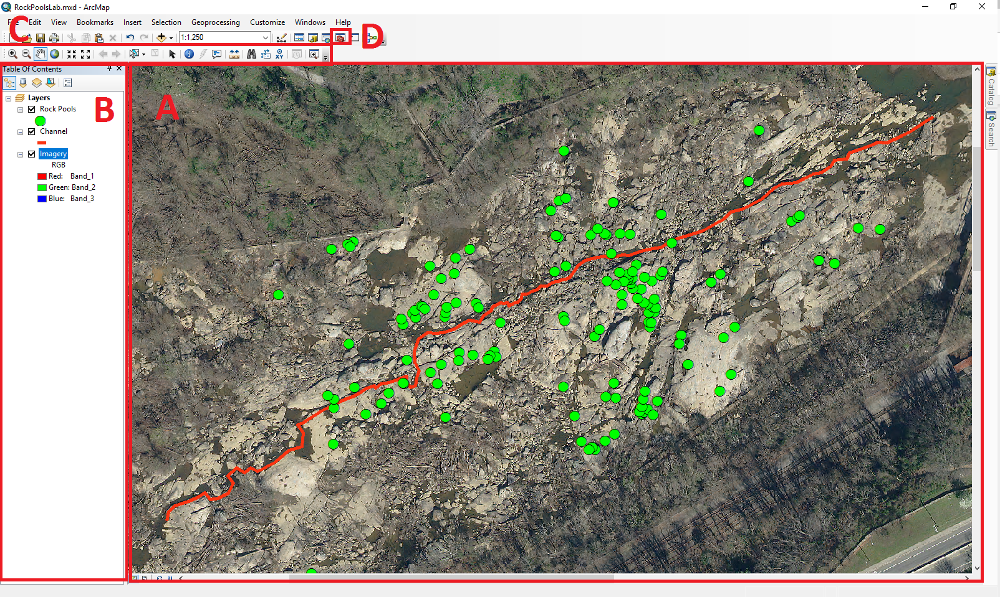 RockPoolsLab.mxd - ArcMap
Edit View Bookmarks Insert Selection Geoprocessing Customize Windows Help
C
1:1,250
D
XY
Table Of Contents
Layers
Rock Pools
Channel
Imagery
RGB
Red: Band_1
Green: Band_2
Blue: Band_3
B
A
Catalog
Search